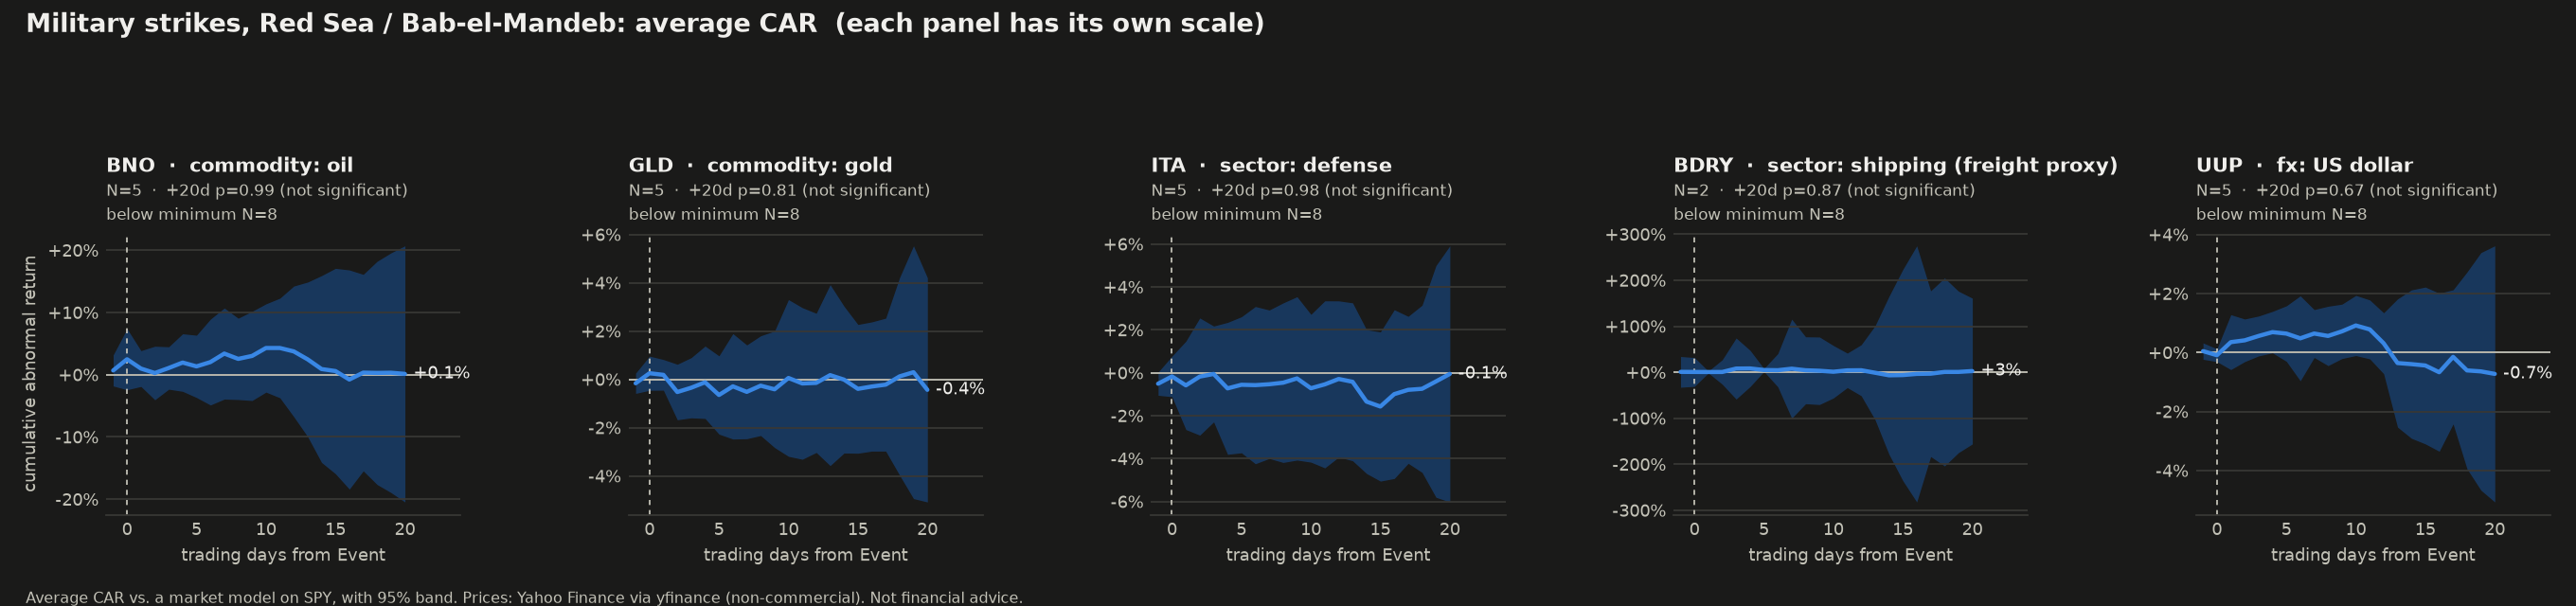 Military strikes, Red Sea / Bab-el-Mandeb: average CAR  (each panel has its own scale)
BNO · commodity: oil
N=5 · +20d p=0.99 (not significant)
below minimum N=8
+20%
+10%
+0%
-10%
-20%
cumulative abnormal return
+0.1%
0 5 10 15 20
trading days from Event
GLD · commodity: gold
N=5 · +20d p=0.81 (not significant)
below minimum N=8
+6%
+4%
+2%
+0%
-2%
-4%
-0.4%
0 5 10 15 20
trading days from Event
ITA · sector: defense
N=5 · +20d p=0.98 (not significant)
below minimum N=8
+6%
+4%
+2%
+0%
-2%
-4%
-6%
-0.1%
0 5 10 15 20
trading days from Event
BDRY · sector: shipping (freight proxy)
N=2 · +20d p=0.87 (not significant)
below minimum N=8
+300%
+200%
+100%
+0%
-100%
-200%
-300%
+3%
0 5 10 15 20
trading days from Event
UUP · fx: US dollar
N=5 · +20d p=0.67 (not significant)
below minimum N=8
+4%
+2%
+0%
-2%
-4%
-0.7%
0 5 10 15 20
trading days from Event
Average CAR vs. a market model on SPY, with 95% band. Prices: Yahoo Finance via yfinance (non-commercial). Not financial advice.